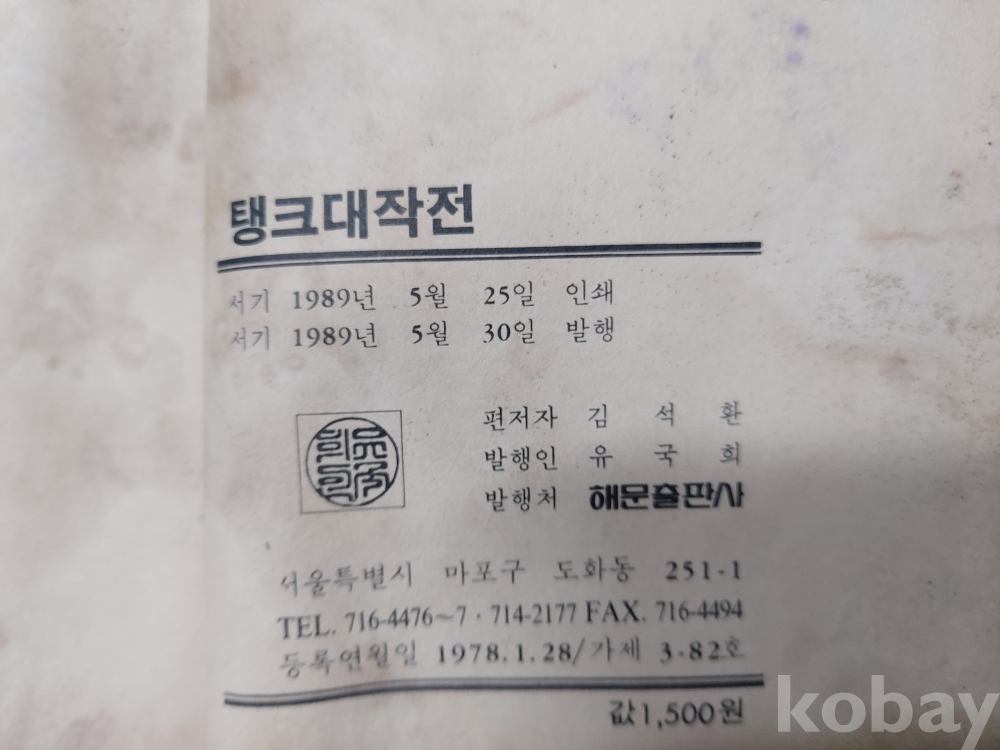 탱크대작전
서기 1989년 5월 25일 인쇄
서기 1989년 5월 30일 발행
편저자 김 석 환
발행인 유 국 희
발행처 해문출판사
서울특별시 마포구 도화동 251-1
TEL. 716-4476~7 · 714-2177 FAX. 716-4494
등록연월일 1978.1.28/가제 3-82호
값1,500원
kobay